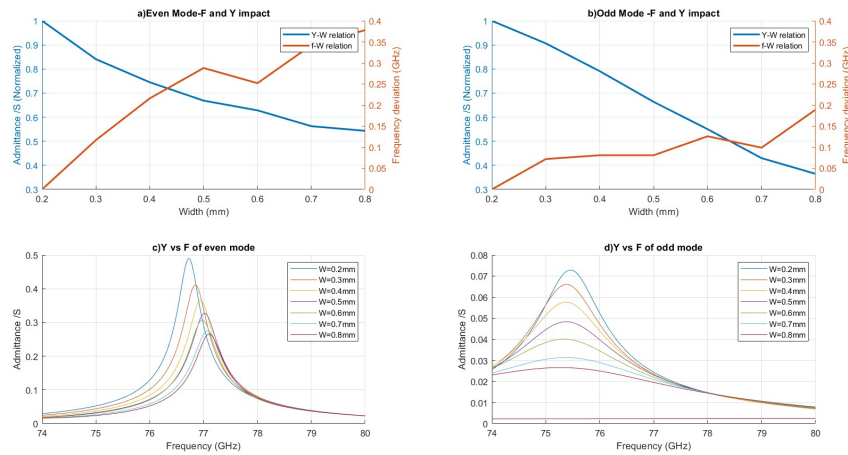 a)Even Mode-F and Y impact
Admittance /S (Normalized)
1
0.9
0.8
0.7
0.6
0.5
0.4
0.3
Y-W relation
f-W relation
0.4
0.35
0.3
0.25
0.2
0.15
0.1
0.05
0
Frequency deviation (GHz)
0.2 0.3 0.4 0.5 0.6 0.7 0.8
Width (mm)
b)Odd Mode -F and Y impact
Admittance /S (Normalized)
1
0.9
0.8
0.7
0.6
0.5
0.4
0.3
Y-W relation
f-W relation
0.4
0.35
0.3
0.25
0.2
0.15
0.1
0.05
0
Frequency deviation (GHz)
0.2 0.3 0.4 0.5 0.6 0.7 0.8
Width (mm)
c)Y vs F of even mode
Admittance /S
0.5
0.4
0.3
0.2
0.1
0
W=0.2mm
W=0.3mm
W=0.4mm
W=0.5mm
W=0.6mm
W=0.7mm
W=0.8mm
74 75 76 77 78 79 80
Frequency (GHz)
d)Y vs F of odd mode
Admittance /S
0.08
0.07
0.06
0.05
0.04
0.03
0.02
0.01
0
W=0.2mm
W=0.3mm
W=0.4mm
W=0.5mm
W=0.6mm
W=0.7mm
W=0.8mm
74 75 76 77 78 79 80
Frequency (GHz)